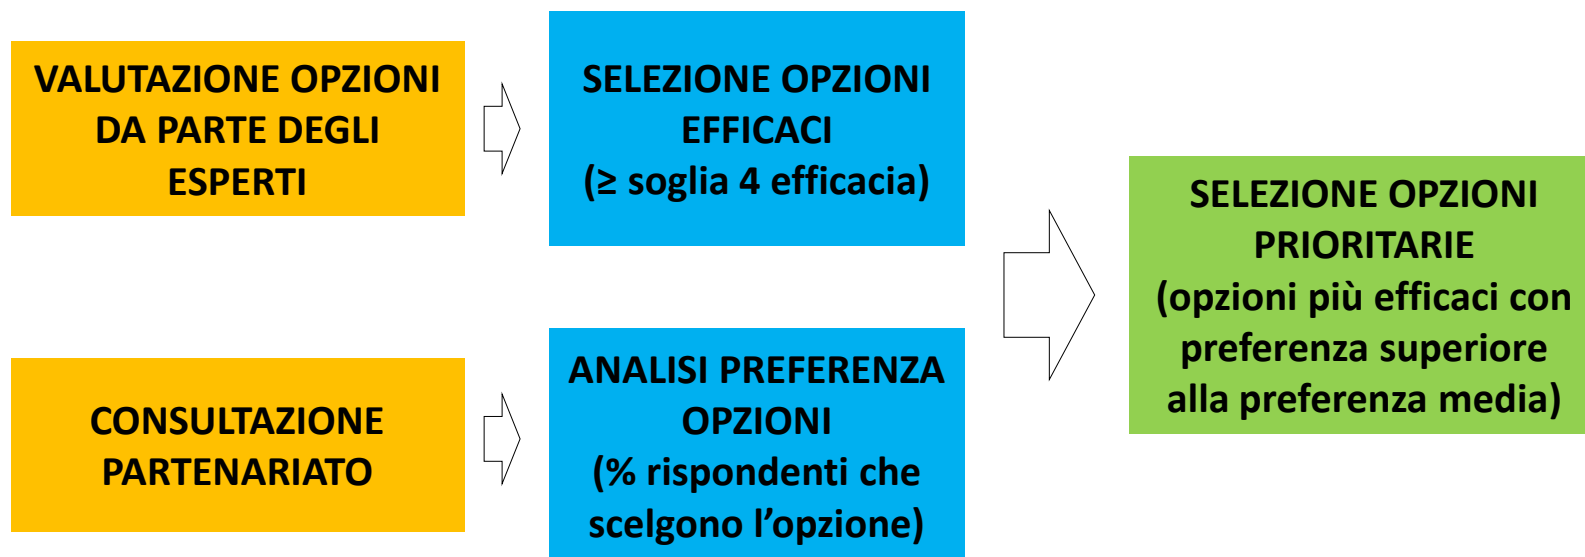 VALUTAZIONE OPZIONI
DA PARTE DEGLI
ESPERTI
SELEZIONE OPZIONI
EFFICACI
(≥ soglia 4 efficacia)
CONSULTAZIONE
PARTENARIATO
ANALISI PREFERENZA
OPZIONI
(% rispondenti che
scelgono l’opzione)
SELEZIONE OPZIONI
PRIORITARIE
(opzioni più efficaci con
preferenza superiore
alla preferenza media)